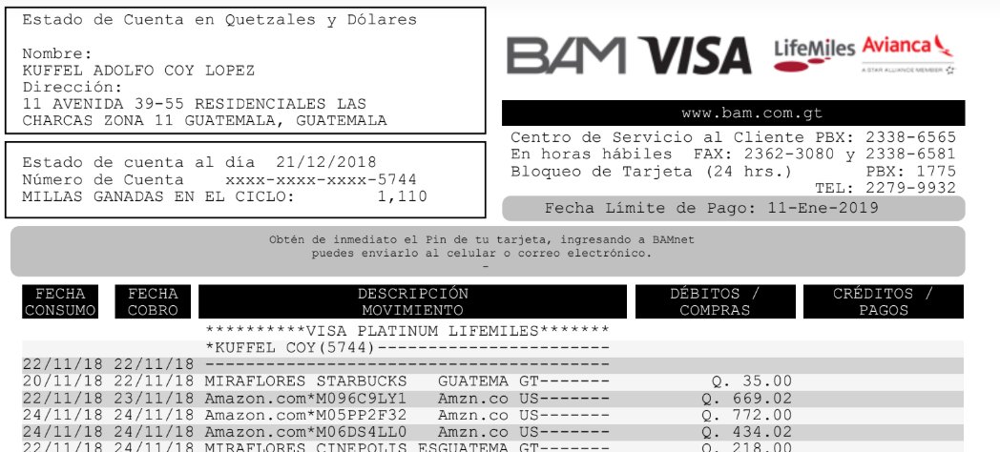 Estado de Cuenta en Quetzales y Dólares
Nombre:
KUFFEL ADOLFO COY LOPEZ
Dirección:
11 AVENIDA 39-55 RESIDENCIALES LAS
CHARCAS ZONA 11 GUATEMALA, GUATEMALA
Estado de cuenta al día 21/12/2018
Número de Cuenta xxxx-xxxx-xxxx-5744
MILLAS GANADAS EN EL CICLO: 1,110
BAM VISA LifeMiles Avianca
A STAR ALLIANCE MEMBER
www.bam.com.gt
Centro de Servicio al Cliente PBX: 2338-6565
En horas hábiles FAX: 2362-3080 y 2338-6581
Bloqueo de Tarjeta (24 hrs.) PBX: 1775
TEL: 2279-9932
Fecha Límite de Pago: 11-Ene-2019
Obtén de inmediato el Pin de tu tarjeta, ingresando a BAMnet
puedes enviarlo al celular o correo electrónico.
-
FECHA CONSUMO FECHA COBRO DESCRIPCIÓN MOVIMIENTO DÉBITOS / COMPRAS CRÉDITOS / PAGOS
**********VISA PLATINUM LIFEMILES*******
*KUFFEL COY(5744)---------------------------
22/11/18 22/11/18 ----------------------------------------
20/11/18 22/11/18 MIRAFLORES STARBUCKS GUATEMA GT------- Q. 35.00
22/11/18 23/11/18 Amazon.com*M096C9LY1 Amzn.co US------- Q. 669.02
24/11/18 24/11/18 Amazon.com*M05PP2F32 Amzn.co US------- Q. 772.00
24/11/18 24/11/18 Amazon.com*M06DS4LL0 Amzn.co US------- Q. 434.02
22/11/18 24/11/18 MIRAFLORES CINEPOLIS ESGUATEMA GT------- Q. 218.00